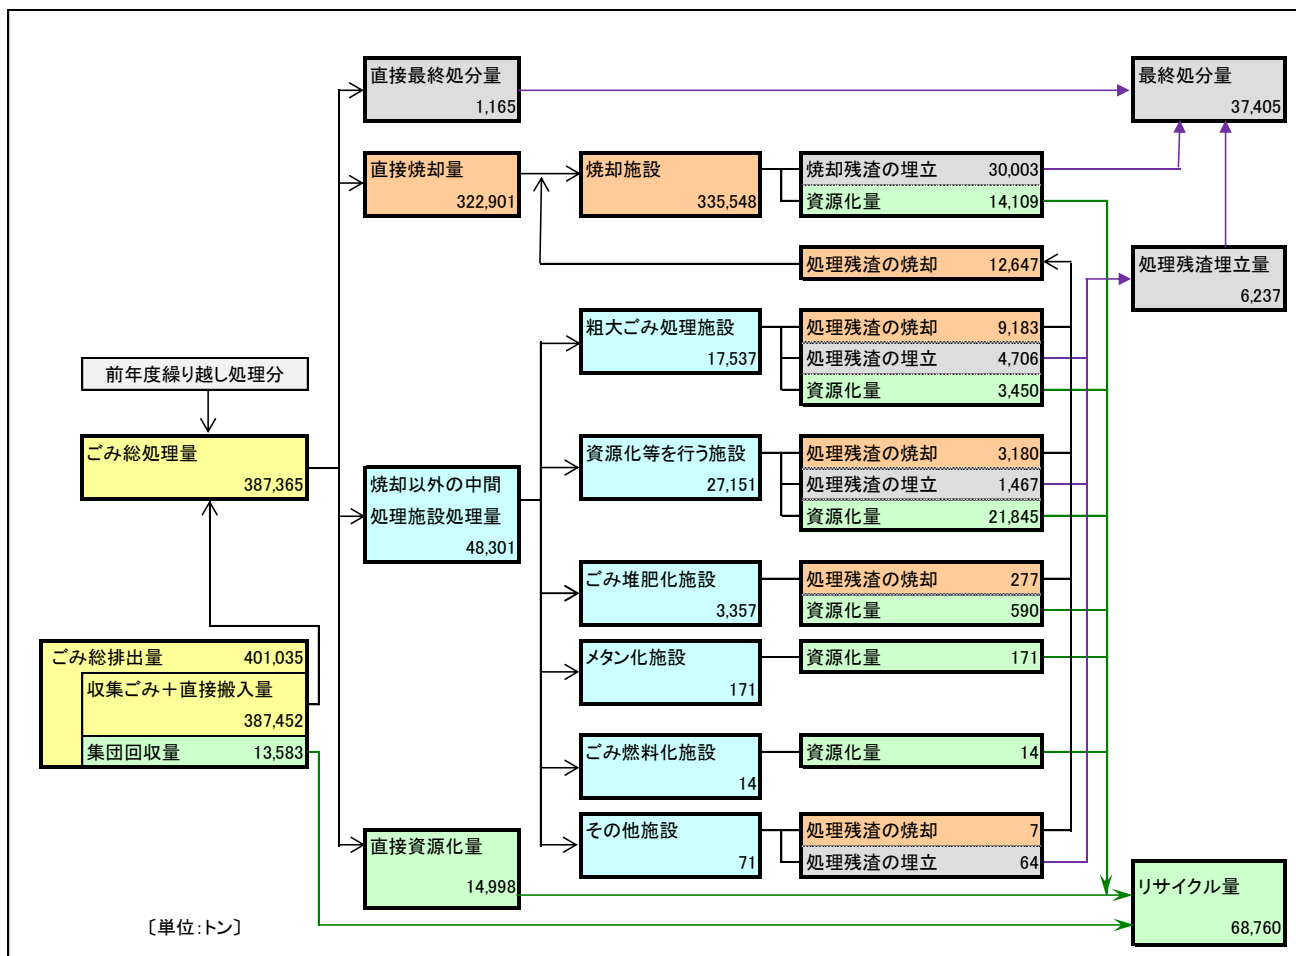 直接最終処分量
1,165
最終処分量
37,405
直接焼却量
322,901
焼却施設
335,548
焼却残渣の埋立 30,003
資源化量 14,109
処理残渣の焼却 12,647
処理残渣埋立量
6,237
粗大ごみ処理施設
17,537
処理残渣の焼却 9,183
処理残渣の埋立 4,706
資源化量 3,450
前年度繰り越し処理分
ごみ総処理量
387,365
焼却以外の中間
処理施設処理量
48,301
資源化等を行う施設
27,151
処理残渣の焼却 3,180
処理残渣の埋立 1,467
資源化量 21,845
ごみ堆肥化施設
3,357
処理残渣の焼却 277
資源化量 590
ごみ総排出量 401,035
収集ごみ＋直接搬入量
387,452
集団回収量 13,583
メタン化施設
171
資源化量 171
ごみ燃料化施設
14
資源化量 14
その他施設
71
処理残渣の焼却 7
処理残渣の埋立 64
直接資源化量
14,998
リサイクル量
68,760
〔単位:トン〕